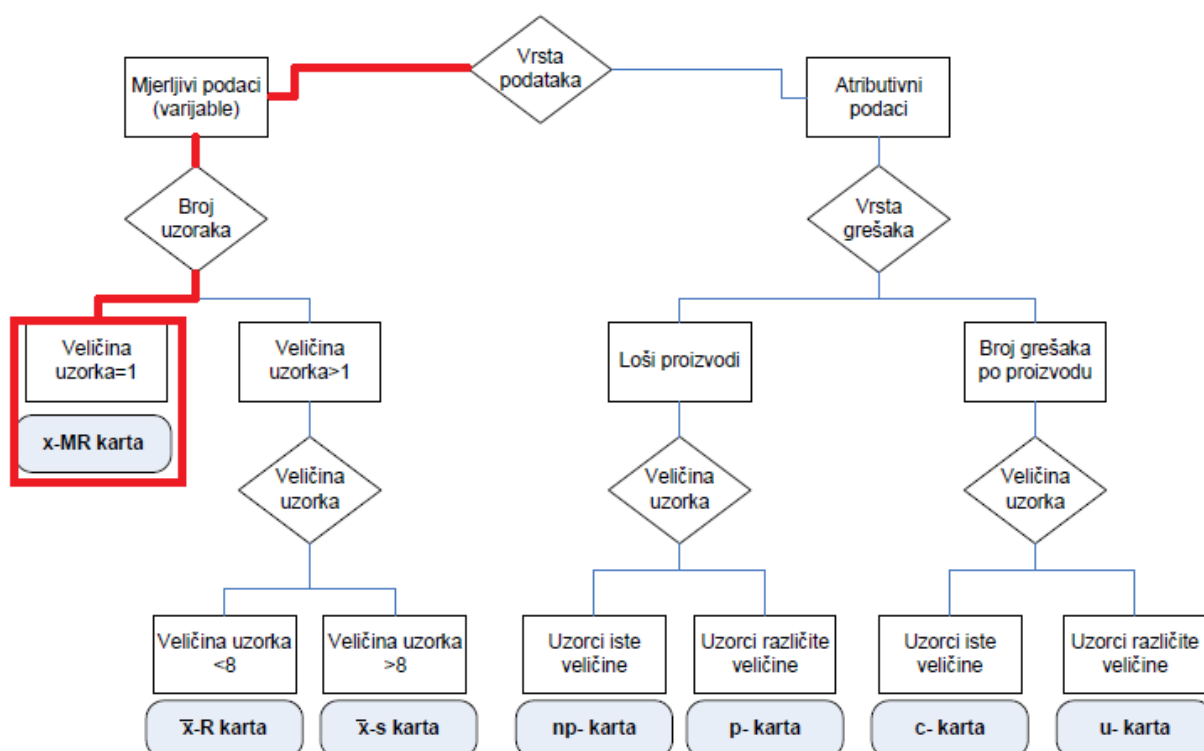 Vrsta
podataka
Mjerljivi podaci
(varijable)
Atributivni
podaci
Broj
uzoraka
Vrsta
grešaka
Veličina
uzorka=1
Veličina
uzorka>1
Loši proizvodi
Broj grešaka
po proizvodu
x-MR karta
Veličina
uzorka
Veličina
uzorka
Veličina
uzorka
Veličina uzorka
<8
Veličina uzorka
>8
Uzorci iste
veličine
Uzorci različite
veličine
Uzorci iste
veličine
Uzorci različite
veličine
x̅-R karta
x̅-s karta
np- karta
p- karta
c- karta
u- karta